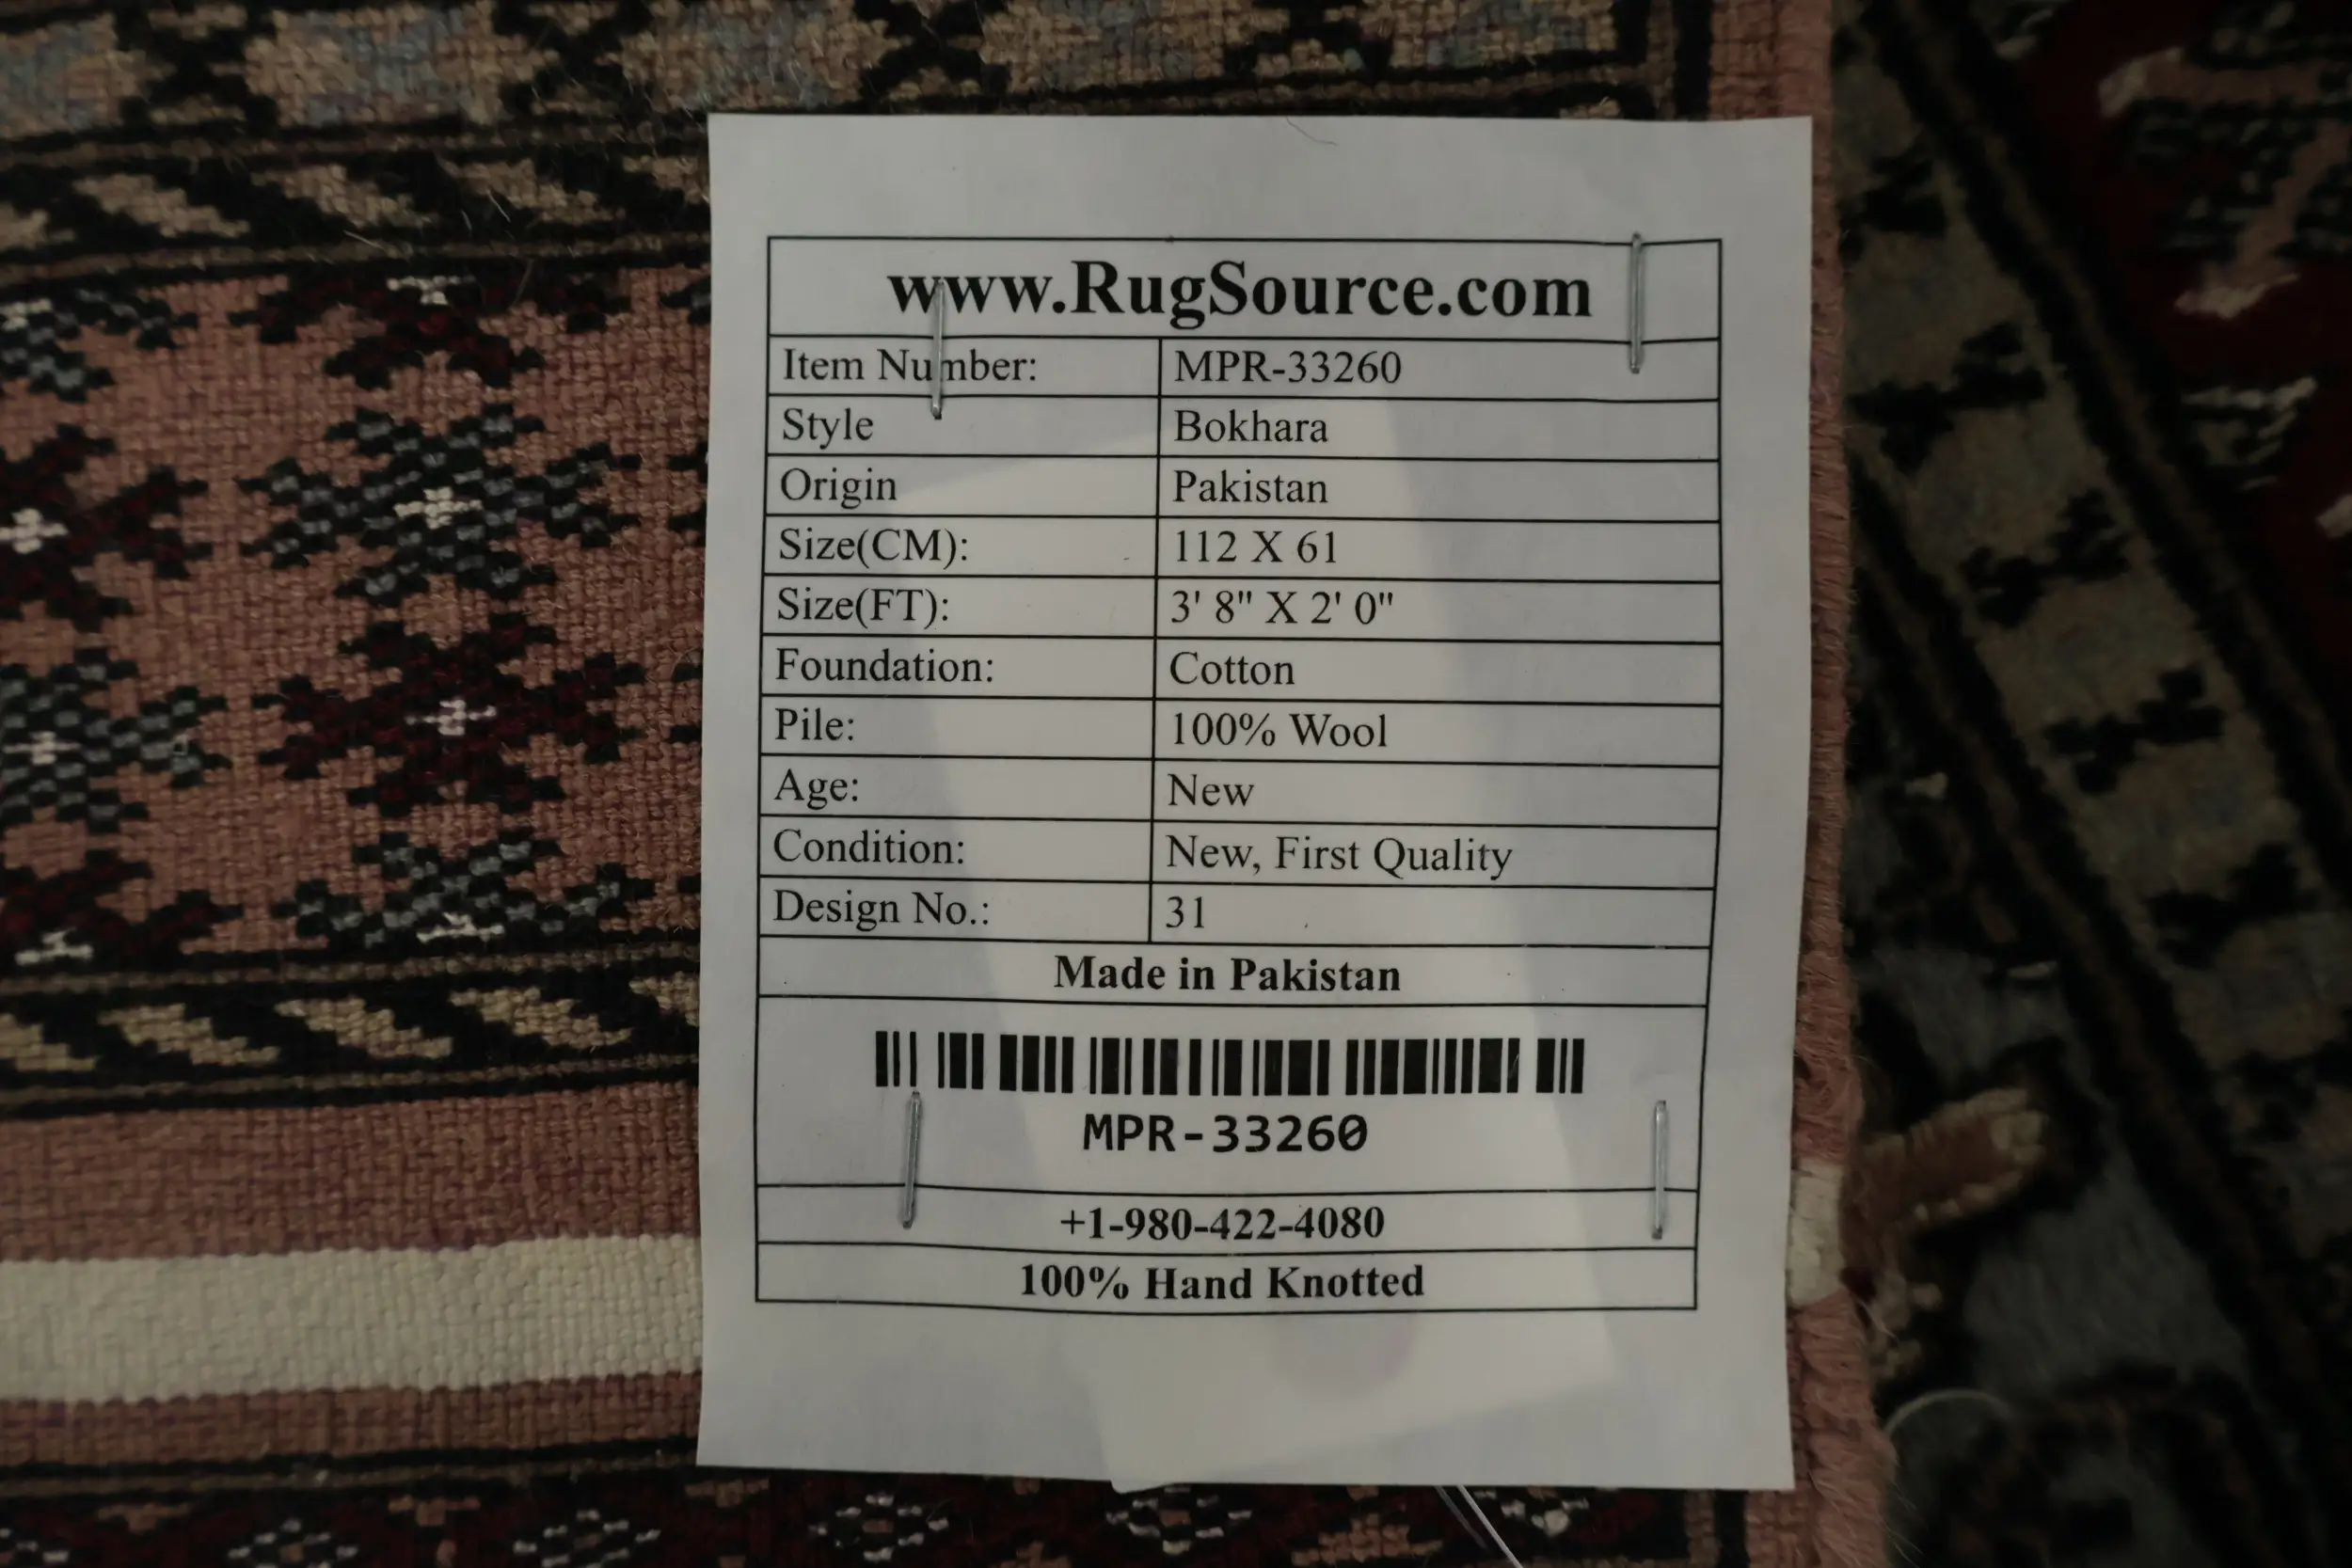 www.RugSource.com
Item Number: MPR-33260
Style Bokhara
Origin Pakistan
Size(CM): 112 X 61
Size(FT): 3' 8" X 2' 0"
Foundation: Cotton
Pile: 100% Wool
Age: New
Condition: New, First Quality
Design No.: 31
Made in Pakistan
MPR-33260
+1-980-422-4080
100% Hand Knotted